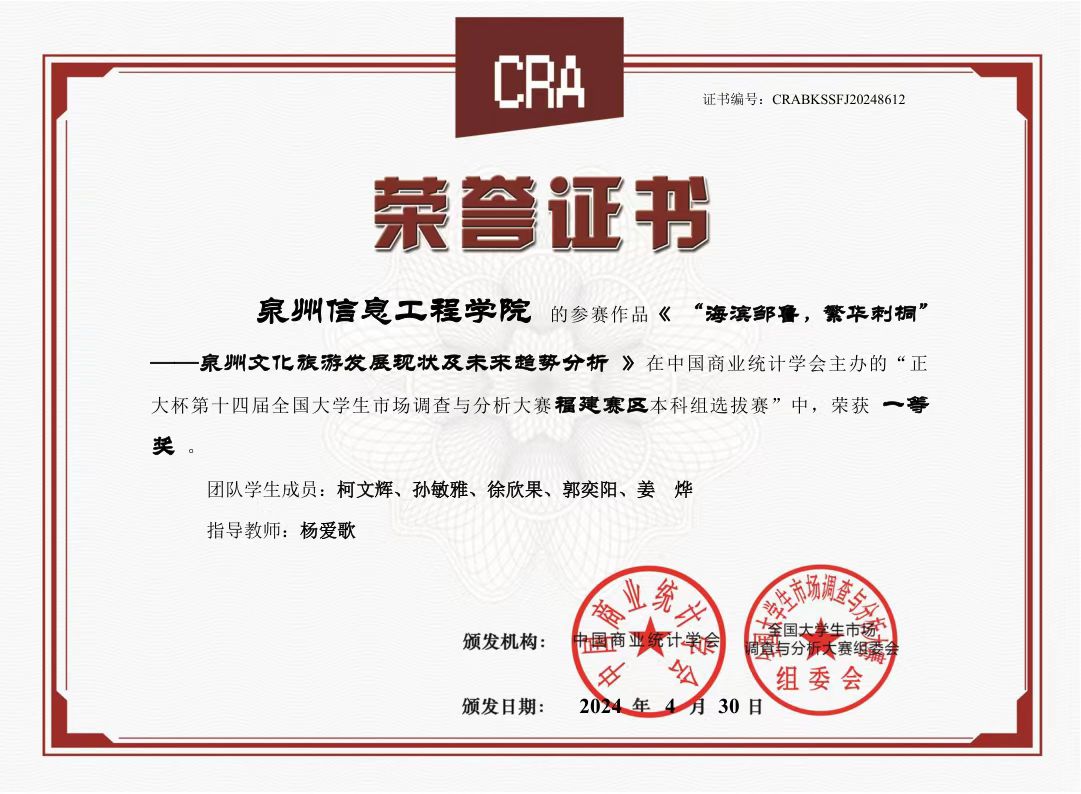 CRA
证书编号：CRABKSSFJ20248612
荣誉证书
泉州信息工程学院 的参赛作品《 “海滨邹鲁，繁华刺桐”
——泉州文化旅游发展现状及未来趋势分析 》在中国商业统计学会主办的“正
大杯第十四届全国大学生市场调查与分析大赛福建赛区本科组选拔赛”中，荣获 一等
奖 。
团队学生成员：柯文辉、孙敏雅、徐欣果、郭奕阳、姜　烨
指导教师：杨爱歌
颁发机构：
中国商业统计学会
中国商业统计学会
全国大学生市场调查与分析大赛
全国大学生市场
调查与分析大赛组委会
组委会
颁发日期： 2024 年 4 月 30 日